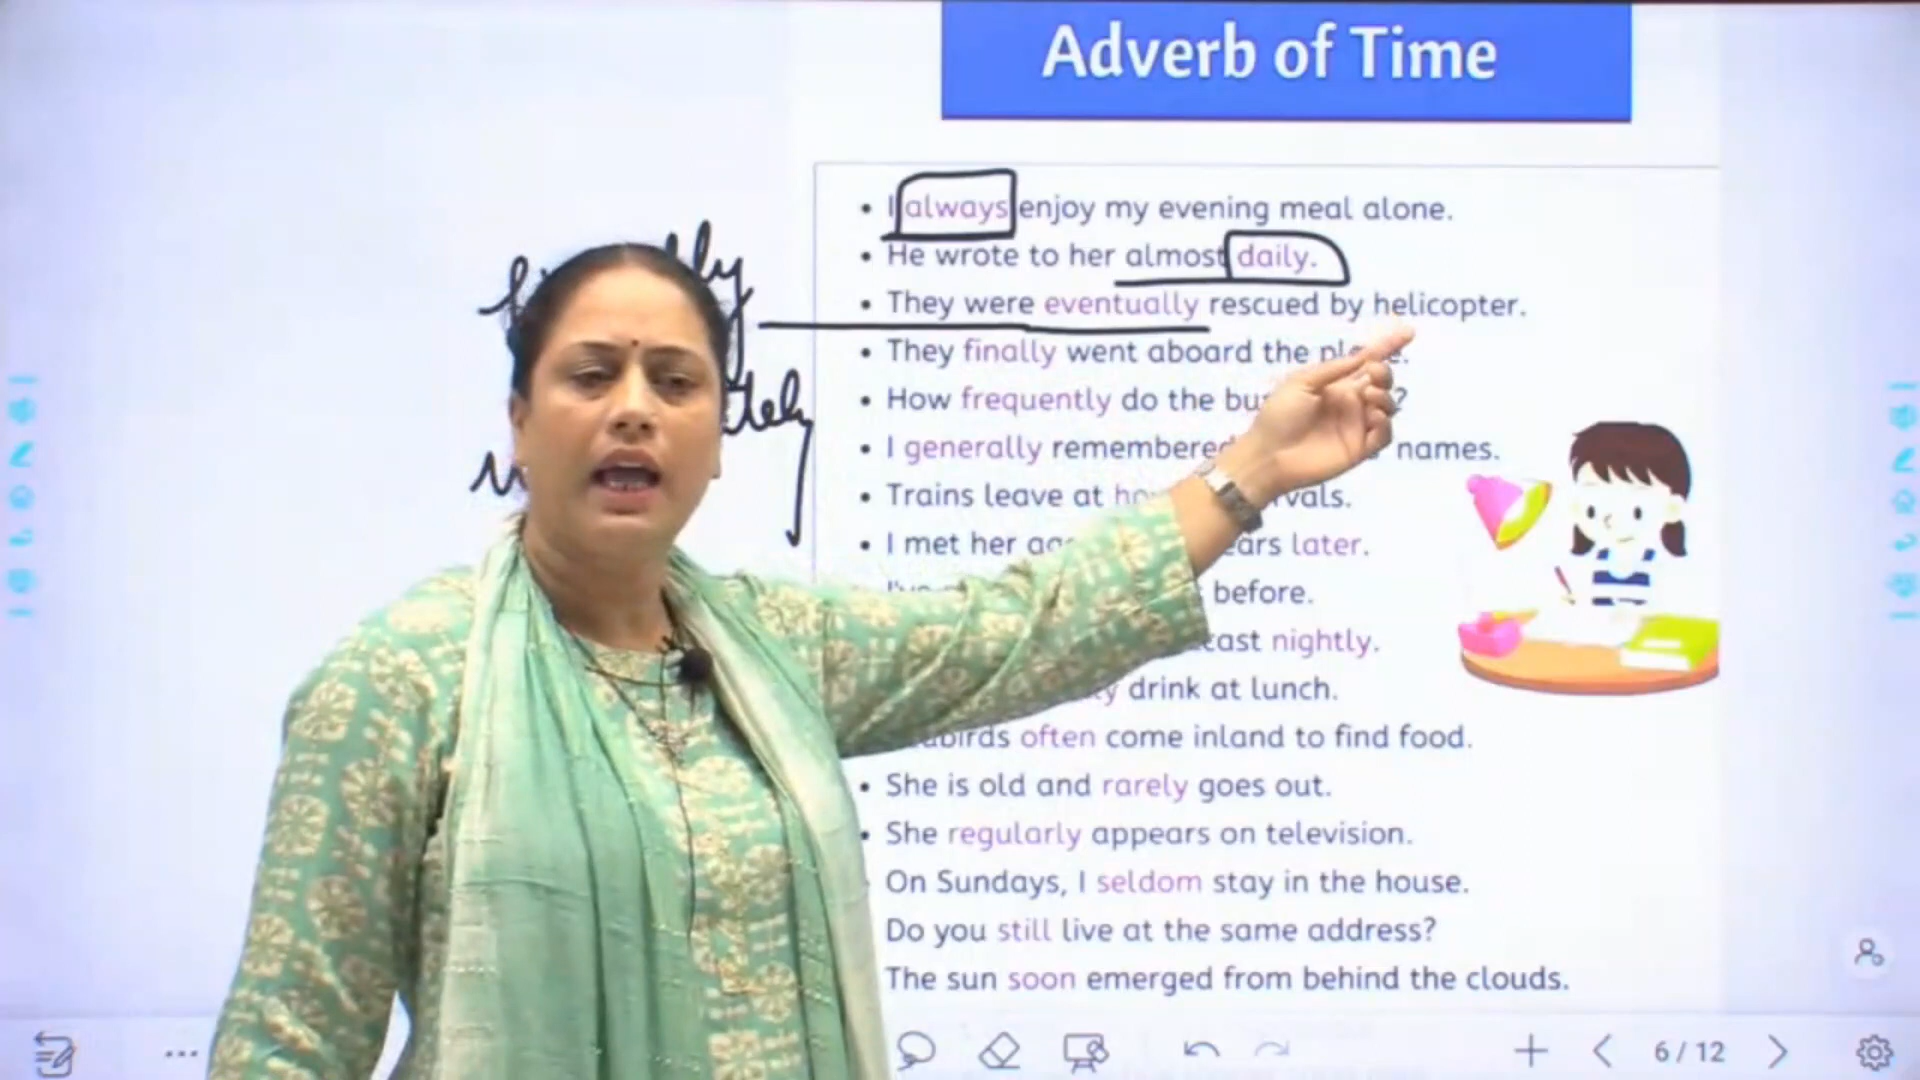 Adverb of Time
• I always enjoy my evening meal alone.
• He wrote to her almost daily.
• They were eventually rescued by helicopter.
• They finally went aboard the
• How frequently do the ?
• I generally remembered names.
• Trains leave at
• I met her later.
before.
nightly.
drink at lunch.
often come inland to find food.
• She is old and rarely goes out.
• She regularly appears on television.
On Sundays, I seldom stay in the house.
Do you still live at the same address?
The sun soon emerged from behind the clouds.
6 / 12